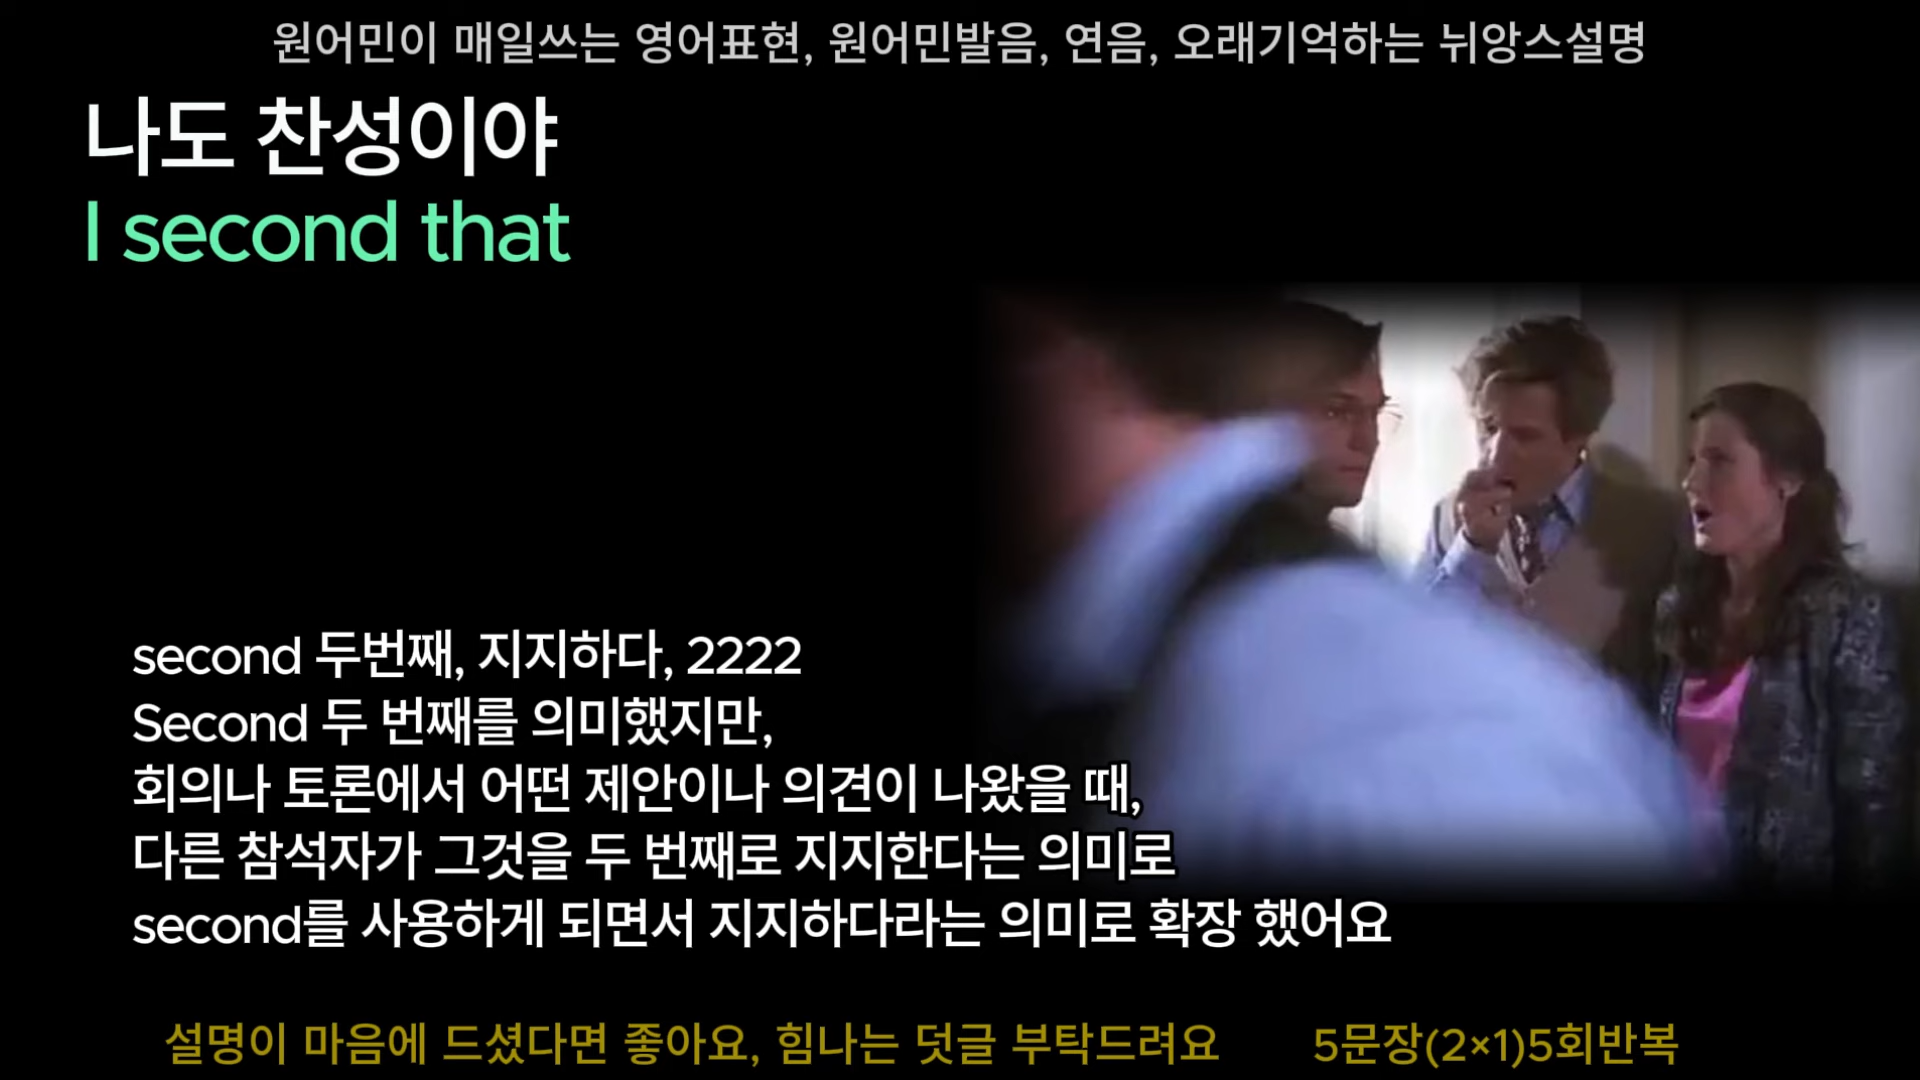 원어민이 매일쓰는 영어표현, 원어민발음, 연음, 오래기억하는 뉘앙스설명
나도 찬성이야
I second that
second 두번째, 지지하다, 2222
Second 두 번째를 의미했지만,
회의나 토론에서 어떤 제안이나 의견이 나왔을 때,
다른 참석자가 그것을 두 번째로 지지한다는 의미로
second를 사용하게 되면서 지지하다라는 의미로 확장 했어요
설명이 마음에 드셨다면 좋아요, 힘나는 덧글 부탁드려요 5문장(2×1)5회반복